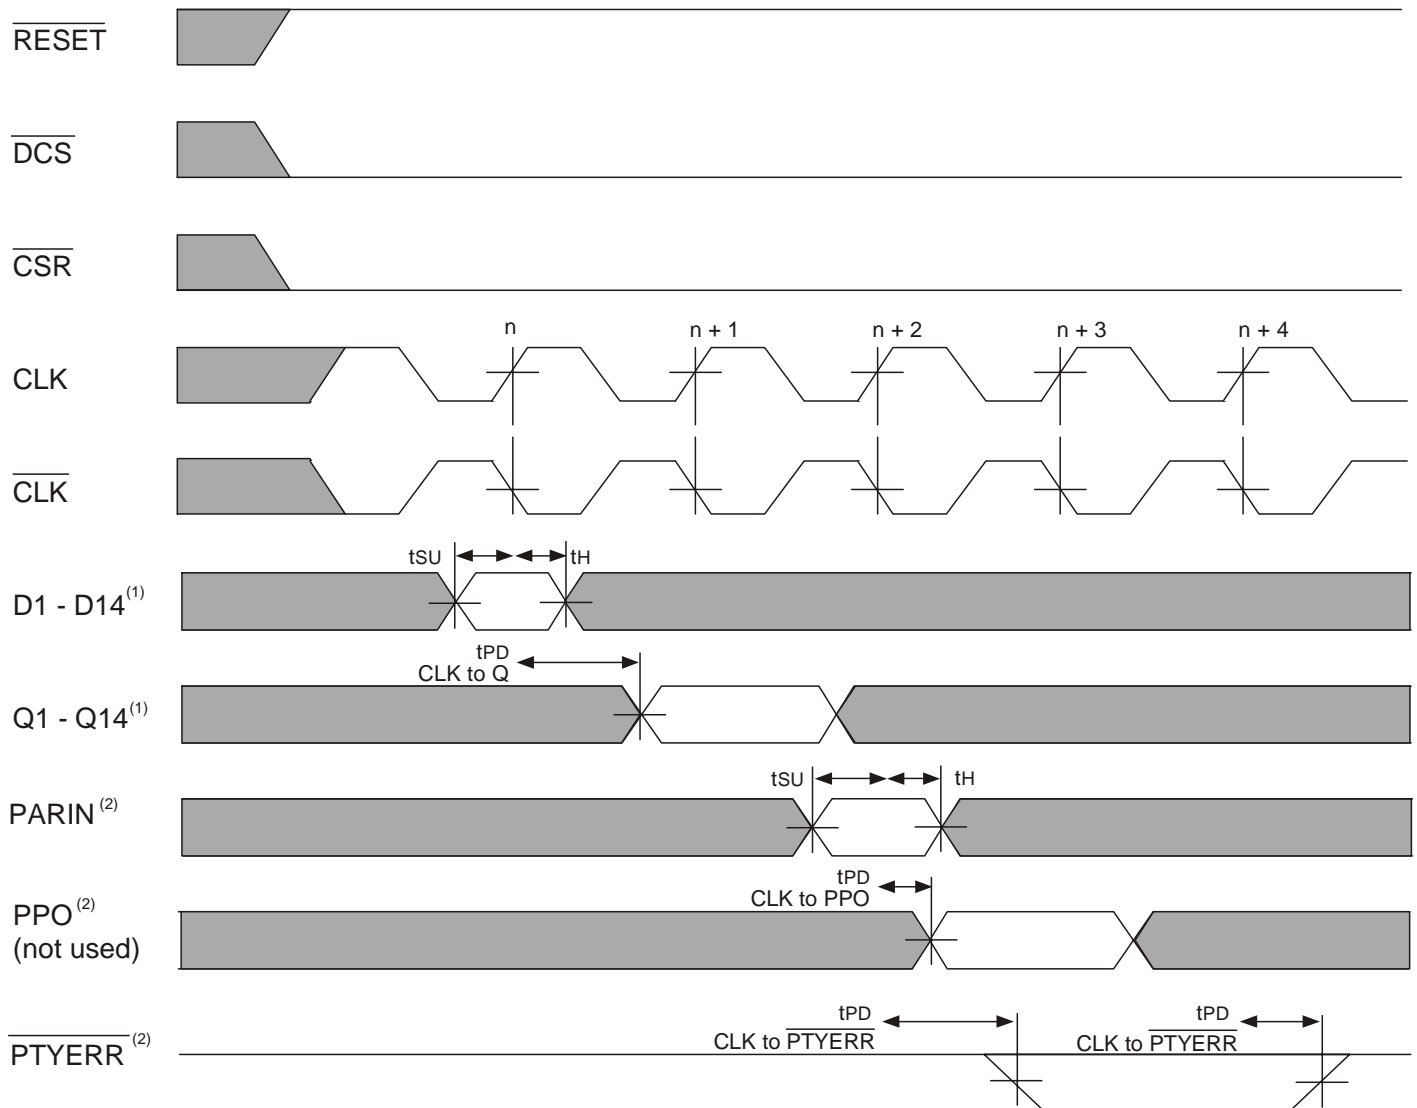 RESET
DCS
CSR
n
n + 1
n + 2
n + 3
n + 4
CLK
CLK
tSU
tH
D1 - D14(1)
tPD
CLK to Q
Q1 - Q14(1)
tSU
tH
PARIN(2)
tPD
CLK to PPO
PPO(2)
(not used)
tPD
CLK to PTYERR
tPD
CLK to PTYERR
PTYERR(2)